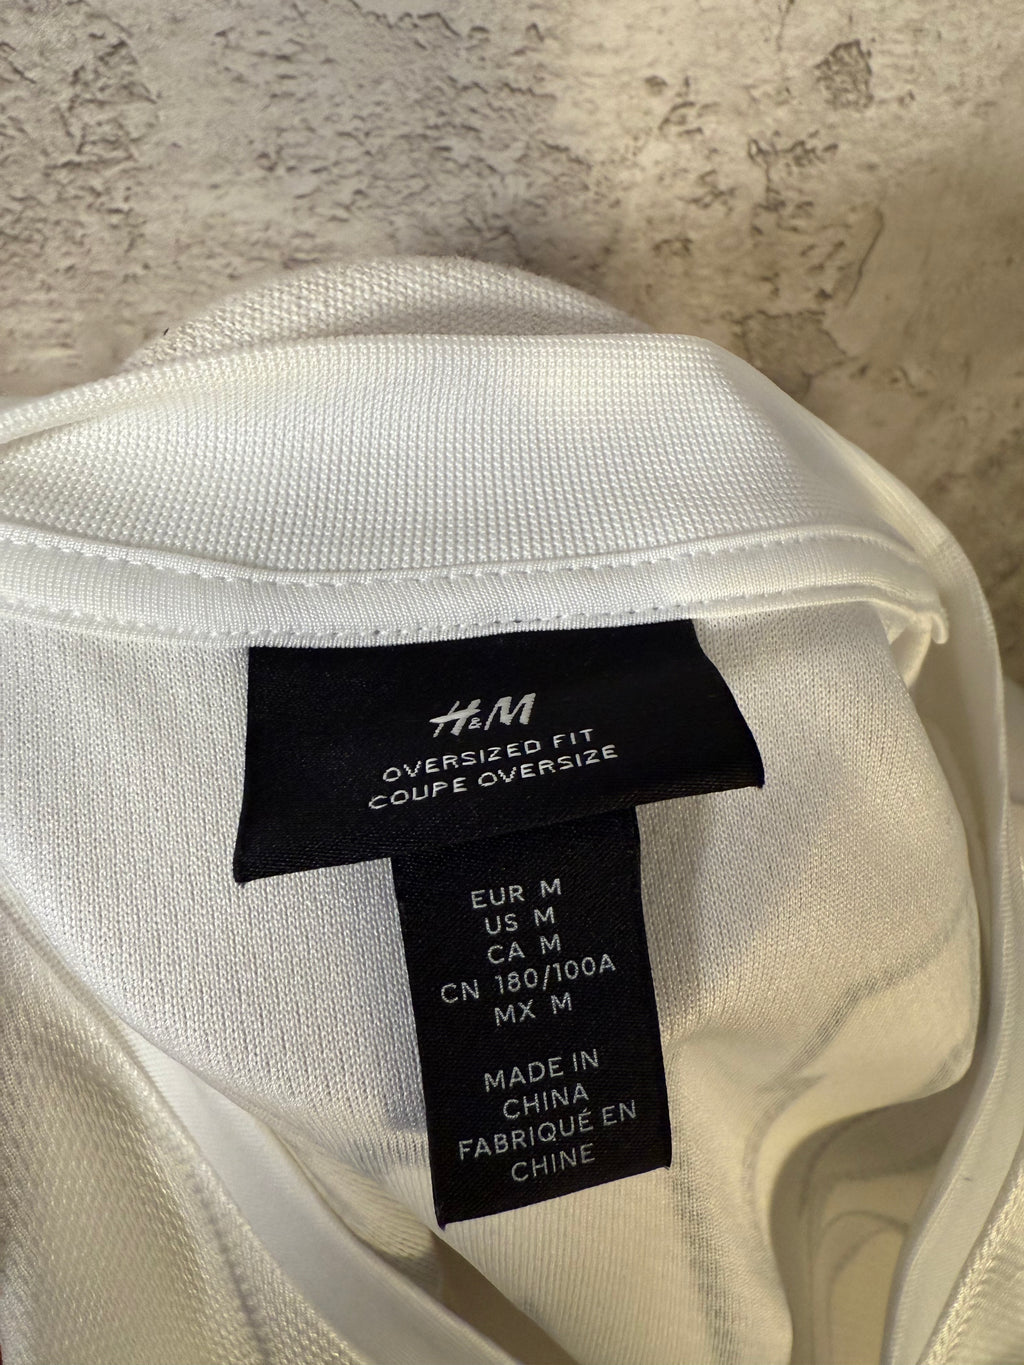 H&M
OVERSIZED FIT
COUPE OVERSIZE
EUR M
US M
CA M
CN 180/100A
MX M
MADE IN
CHINA
FABRIQUÉ EN
CHINE